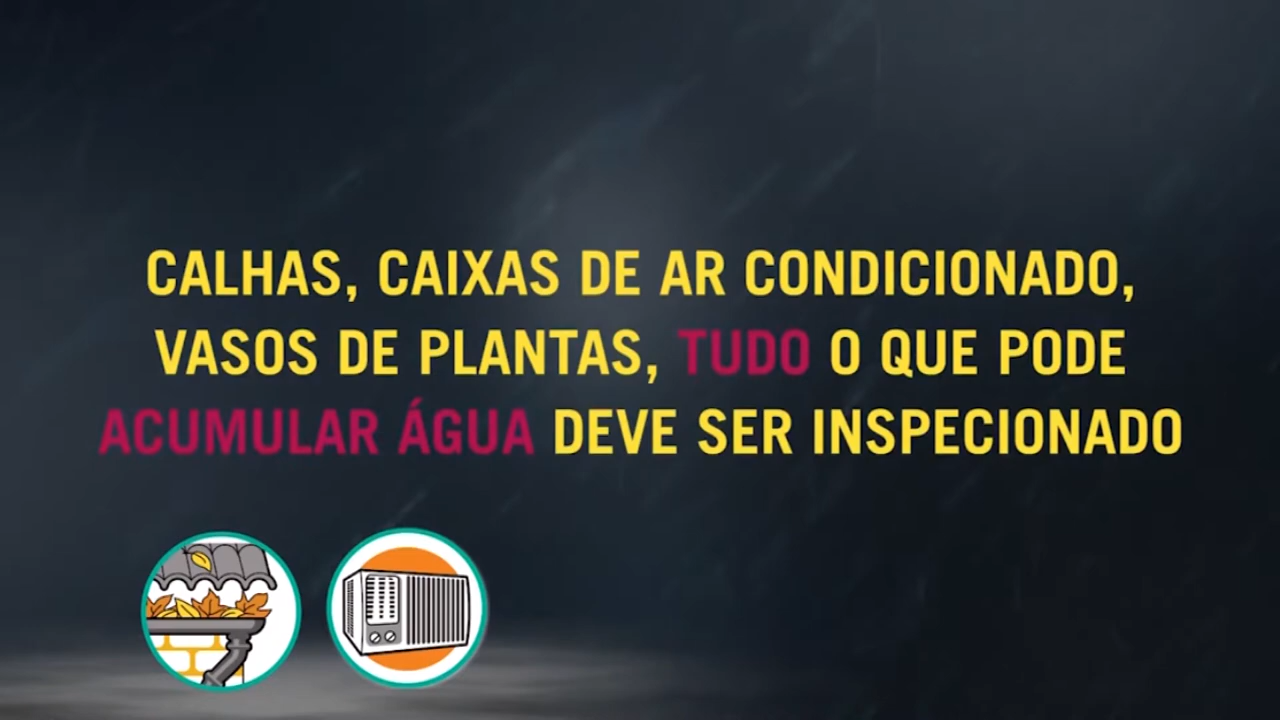 CALHAS, CAIXAS DE AR CONDICIONADO,
VASOS DE PLANTAS, TUDO O QUE PODE
ACUMULAR ÁGUA DEVE SER INSPECIONADO